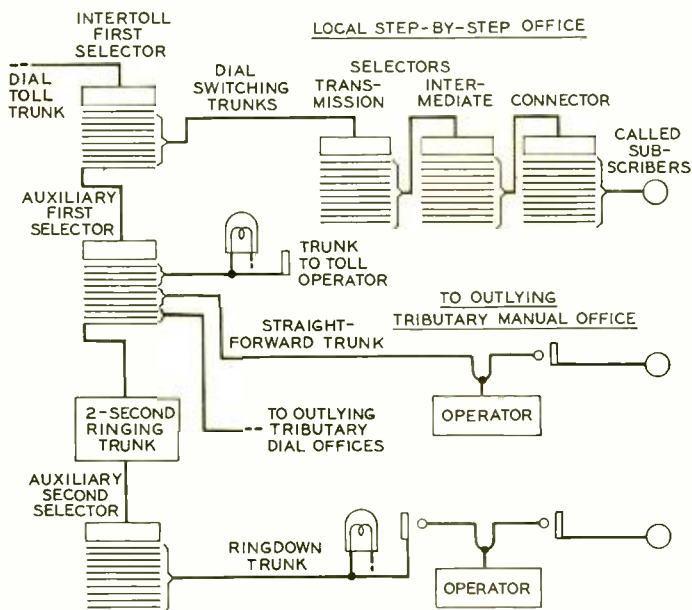 INTERTOLL
FIRST
SELECTOR
LOCAL STEP-BY-STEP OFFICE
DIAL
TOLL
TRUNK
DIAL
SWITCHING
TRUNKS
SELECTORS
TRANS-
MISSION
INTER-
MEDIATE
CONNECTOR
CALLED
SUB-
SCRIBERS
AUXILIARY
FIRST
SELECTOR
TRUNK
TO TOLL
OPERATOR
TO OUTLYING
TRIBUTARY MANUAL OFFICE
STRAIGHT-
FORWARD TRUNK
OPERATOR
2-SECOND
RINGING
TRUNK
TO OUTLYING
TRIBUTARY
DIAL OFFICES
AUXILIARY
SECOND
SELECTOR
RINGDOWN
TRUNK
OPERATOR